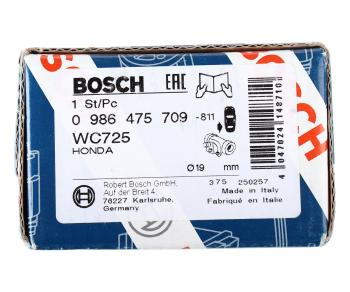 BOSCH EAC
1 St/Pc
0 986 475 709 -811
WC725
HONDA
Ø19 mm
Robert Bosch GmbH,
Auf der Breit 4,
76227 Karlsruhe,
Germany
375 250257
Made in Italy
Fabriqué en Italie
4 047024 148710